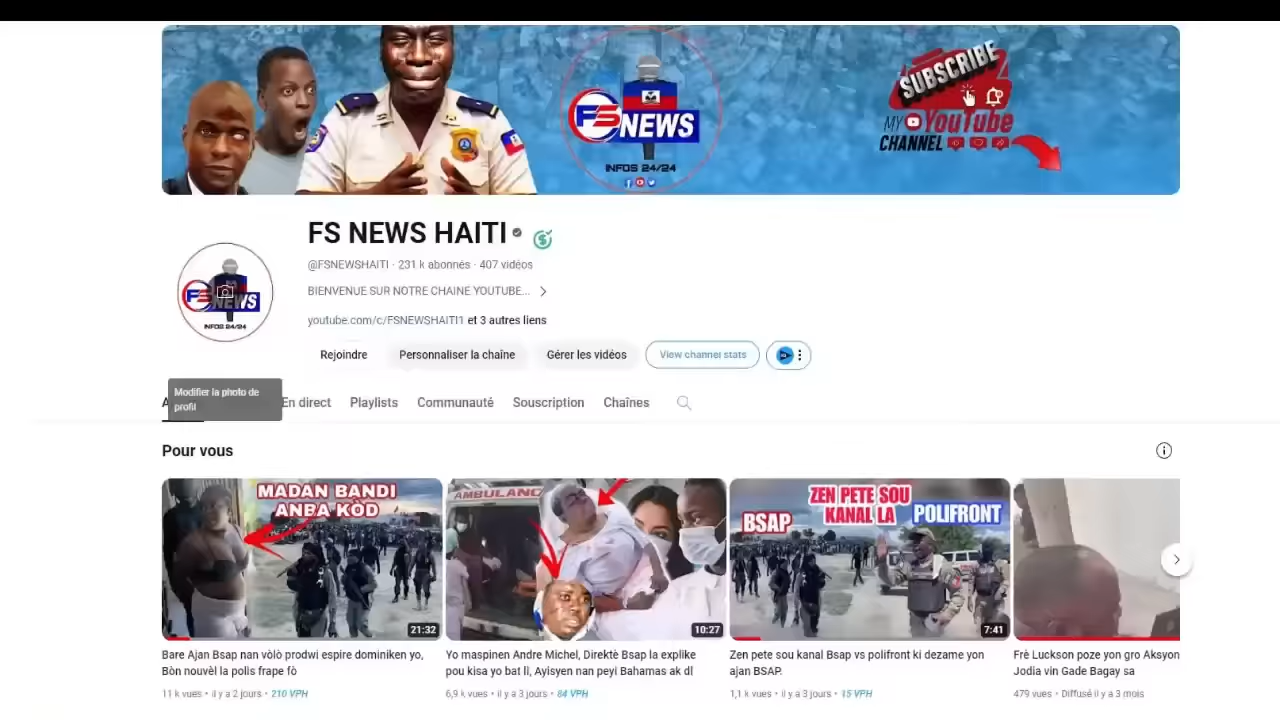 FS NEWS
INFOS 24/24
SUBSCRIBE
MY YouTube
CHANNEL
FS NEWS HAITI
@FSNEWSHAITI · 231 k abonnés · 407 vidéos
BIENVENUE SUR NOTRE CHAINE YOUTUBE...
youtube.com/c/FSNEWSHAITI1 et 3 autres liens
FS NEWS
INFOS 24/24
Rejoindre Personnaliser la chaîne Gérer les vidéos View channel stats
Modifier la photo de
profil
A En direct Playlists Communauté Souscription Chaînes
Pour vous
MADAN BANDI
ANBA KÒD
21:32
AMBULANC
10:27
ZEN PETE SOU
KANAL LA
BSAP
POLIFRONT
7:41
Bare Ajan Bsap nan vòlò prodwi espire dominiken yo,
Bòn nouvèl la polis frape fò
11 k vues • il y a 2 jours • 210 VPH
Yo maspinen Andre Michel, Direktè Bsap la explike
pou kisa yo bat li, Ayisyen nan peyi Bahamas ak dl
6,9 k vues • il y a 3 jours • 84 VPH
Zen pete sou kanal Bsap vs polifront ki dezame yon
ajan BSAP.
1,1 k vues • il y a 3 jours • 15 VPH
Frè Luckson poze yon gro Aksyon
Jodia vin Gade Bagay sa
479 vues • Diffusé il y a 3 mois